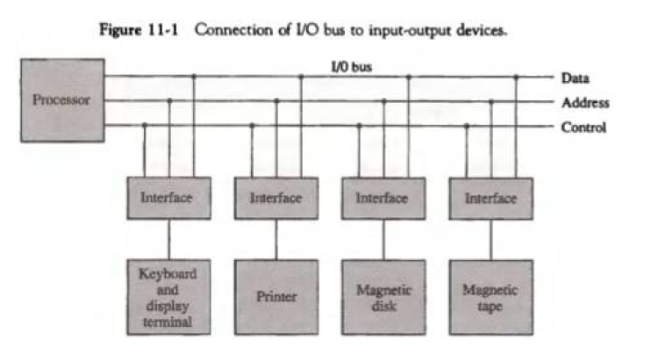 Figure 11-1 Connection of I/O bus to input-output devices.
I/0 bus
Data
Processor
Address
Control
Interface
Interface
Interface
Interface
Keyboard
and
display
terminal
Printer
Magnetic
disk
Magnetic
tape